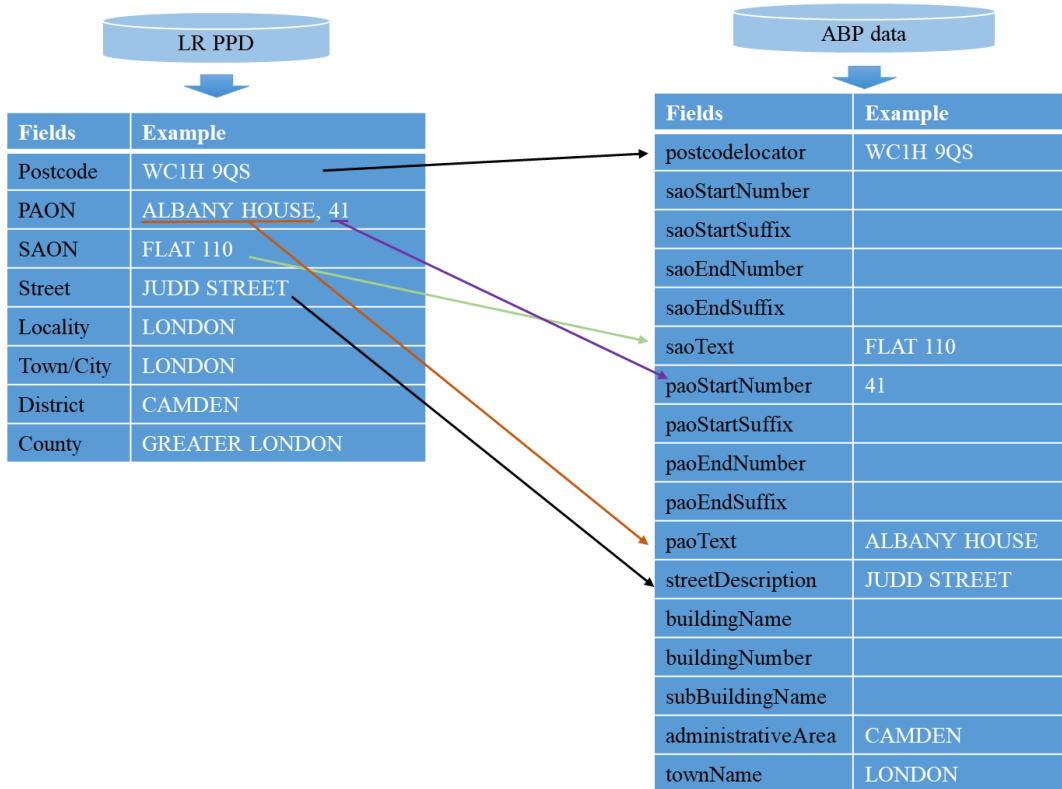 LR PPD
Fields Example
Postcode WC1H 9QS
PAON ALBANY HOUSE, 41
SAON FLAT 110
Street JUDD STREET
Locality LONDON
Town/City LONDON
District CAMDEN
County GREATER LONDON
ABP data
Fields Example
postcodelocator WC1H 9QS
saoStartNumber
saoStartSuffix
saoEndNumber
saoEndSuffix
saoText FLAT 110
paoStartNumber 41
paoStartSuffix
paoEndNumber
paoEndSuffix
paoText ALBANY HOUSE
streetDescription JUDD STREET
buildingName
buildingNumber
subBuildingName
administrativeArea CAMDEN
townName LONDON